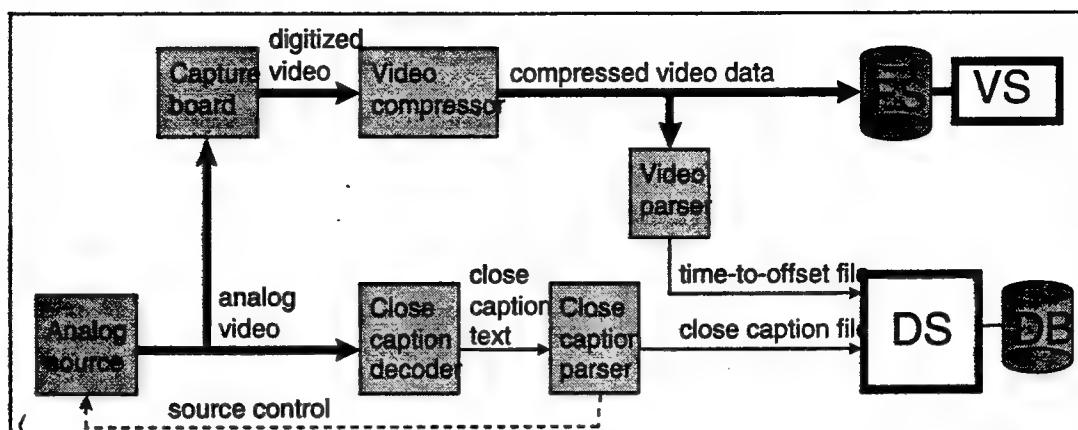 digitized
video
Capture
board
Video
compressor
compressed video data
FS
VS
Video
parser
time-to-offset file
analog
video
Analog
source
Close
caption
decoder
close
caption
text
Close
caption
parser
close caption file
DS
DB
source control